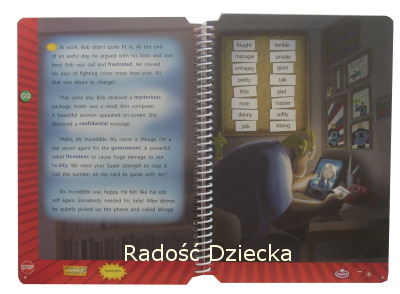 At work, Bob didn't quite fit in. At the end
of an awful day, he argued with his boss and was
fired. Bob was sad and frustrated. He missed
his days of fighting crime more than ever. All
that was about to change!
That same day, Bob received a mysterious
package. Inside was a small, thin computer.
A beautiful woman appeared on-screen. She
delivered a confidential message.
"Hello, Mr. Incredible. My name is Mirage. I'm a
top secret agent for the government. A powerful
robot threatens to cause huge damage to our
facility. We need your Super strength to stop it.
Call the number on my card to speak with me."
Mr. Incredible was happy. He felt like his old
self again. Somebody needed his help! After dinner,
he quietly picked up the phone and called Mirage.
GO
STOP
fought
terrible
manager
private
unhappy
giant
pretty
talk
little
glad
note
supper
skinny
softly
job
strong
7
Radość Dziecka